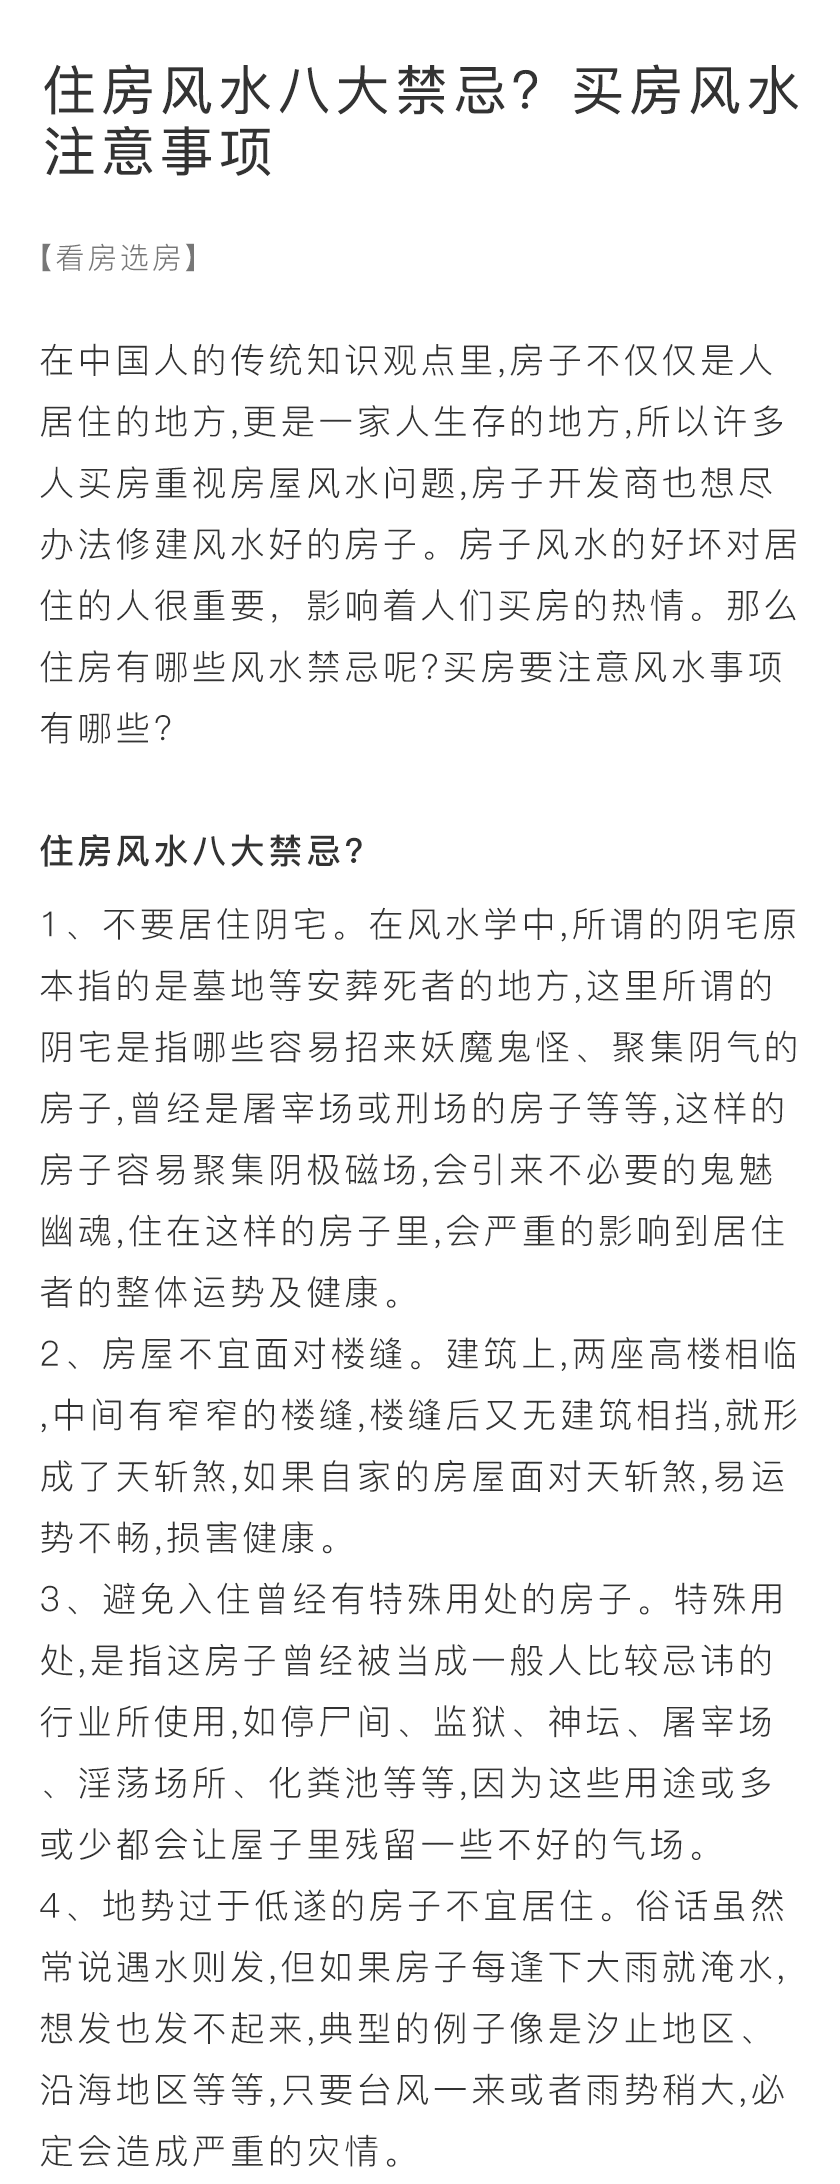 住房风水八大禁忌？买房风水
注意事项
【看房选房】
在中国人的传统知识观点里,房子不仅仅是人
居住的地方,更是一家人生存的地方,所以许多
人买房重视房屋风水问题,房子开发商也想尽
办法修建风水好的房子。房子风水的好坏对居
住的人很重要，影响着人们买房的热情。那么
住房有哪些风水禁忌呢?买房要注意风水事项
有哪些?
住房风水八大禁忌?
1、不要居住阴宅。在风水学中,所谓的阴宅原
本指的是墓地等安葬死者的地方,这里所谓的
阴宅是指哪些容易招来妖魔鬼怪、聚集阴气的
房子,曾经是屠宰场或刑场的房子等等,这样的
房子容易聚集阴极磁场,会引来不必要的鬼魅
幽魂,住在这样的房子里,会严重的影响到居住
者的整体运势及健康。
2、房屋不宜面对楼缝。建筑上,两座高楼相临
,中间有窄窄的楼缝,楼缝后又无建筑相挡,就形
成了天斩煞,如果自家的房屋面对天斩煞,易运
势不畅,损害健康。
3、避免入住曾经有特殊用处的房子。特殊用
处,是指这房子曾经被当成一般人比较忌讳的
行业所使用,如停尸间、监狱、神坛、屠宰场
、淫荡场所、化粪池等等,因为这些用途或多
或少都会让屋子里残留一些不好的气场。
4、地势过于低遂的房子不宜居住。俗话虽然
常说遇水则发,但如果房子每逢下大雨就淹水,
想发也发不起来,典型的例子像是汐止地区、
沿海地区等等,只要台风一来或者雨势稍大,必
定会造成严重的灾情。